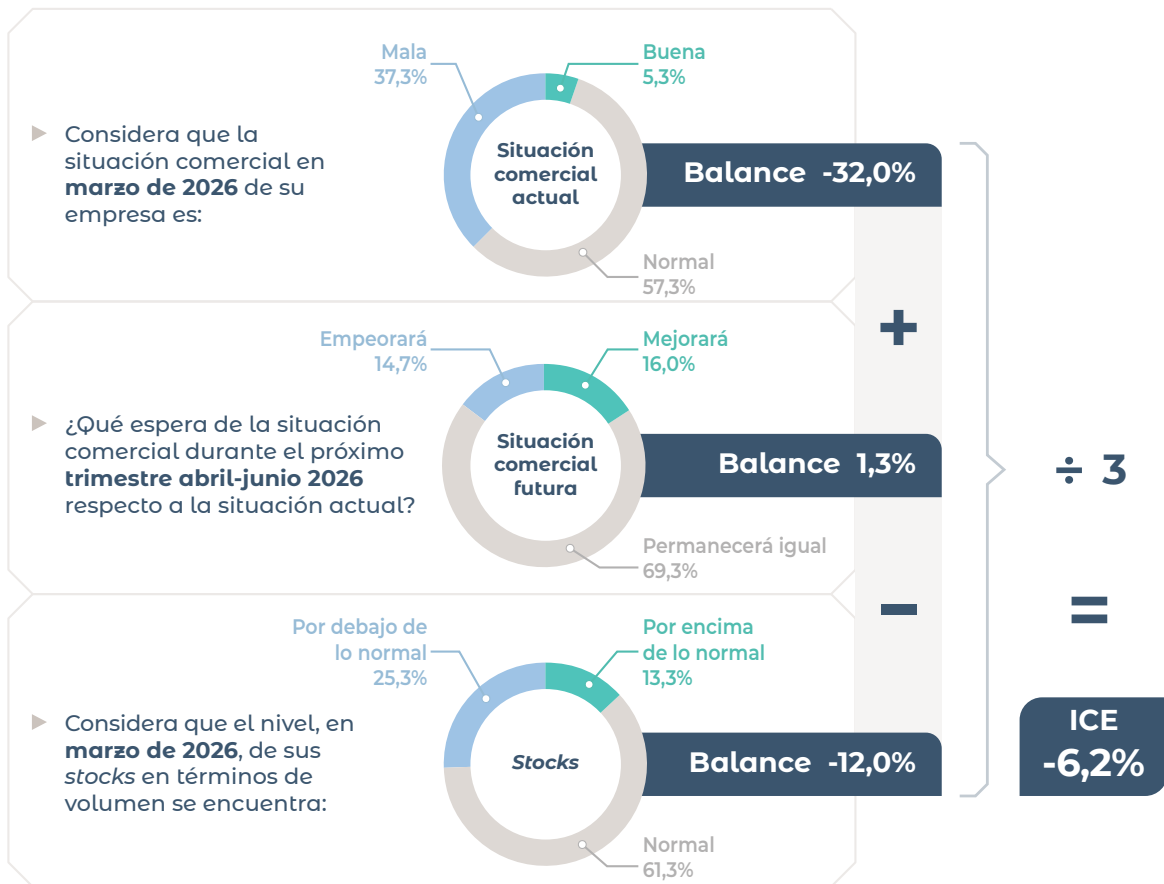 Considera que la
situación comercial en
marzo de 2026 de su
empresa es:
Mala
37,3%
Buena
5,3%
Situación
comercial
actual
Normal
57,3%
Balance -32,0%
+
¿Qué espera de la situación
comercial durante el próximo
trimestre abril-junio 2026
respecto a la situación actual?
Empeorará
14,7%
Mejorará
16,0%
Situación
comercial
futura
Permanecerá igual
69,3%
Balance 1,3%
−
Considera que el nivel, en
marzo de 2026, de sus
stocks en términos de
volumen se encuentra:
Por debajo de
lo normal
25,3%
Por encima
de lo normal
13,3%
Stocks
Normal
61,3%
Balance -12,0%
÷ 3
=
ICE
-6,2%